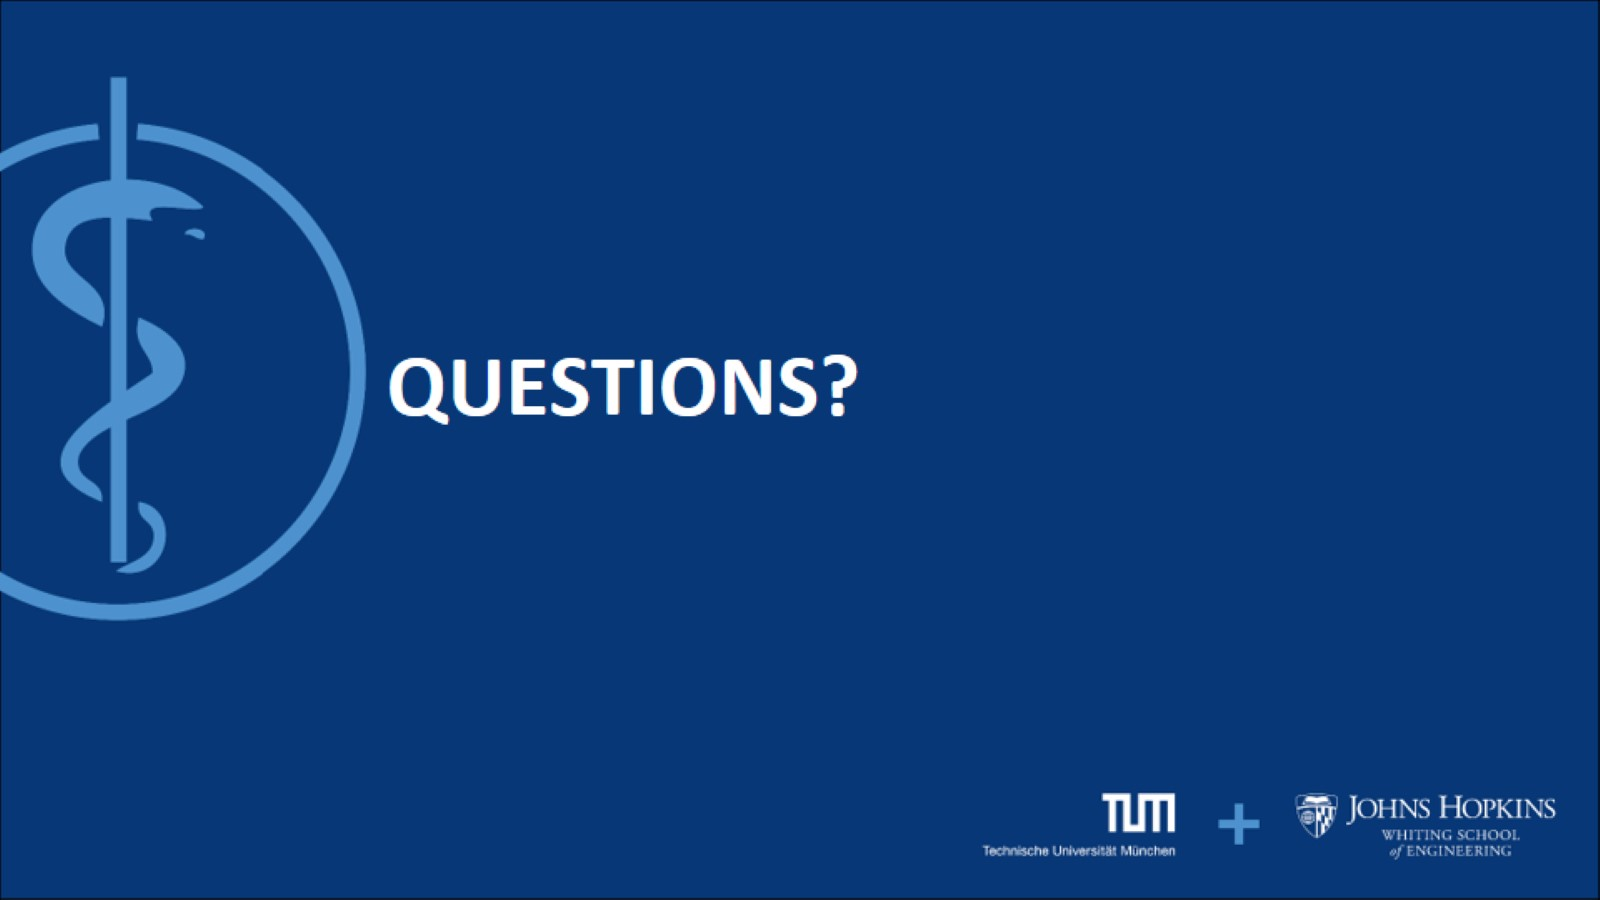 QUESTIONS?
TUM
Technische Universität München
+
JOHNS HOPKINS
WHITING SCHOOL
of ENGINEERING